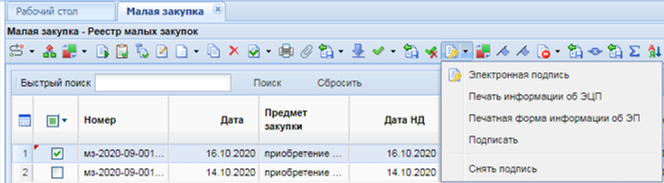 Рабочий стол Малая закупка
Малая закупка - Реестр малых закупок
Быстрый поиск Поиск Сбросить
Номер Дата Предмет закупки Дата НД
1 мз-2020-09-001... 16.10.2020 приобретение ... 16.10.2020
2 мз-2020-09-001... 14.10.2020 приобретение ... 14.10.2020
Электронная подпись
Печать информации об ЭЦП
Печатная форма информации об ЭП
Подписать
Снять подпись